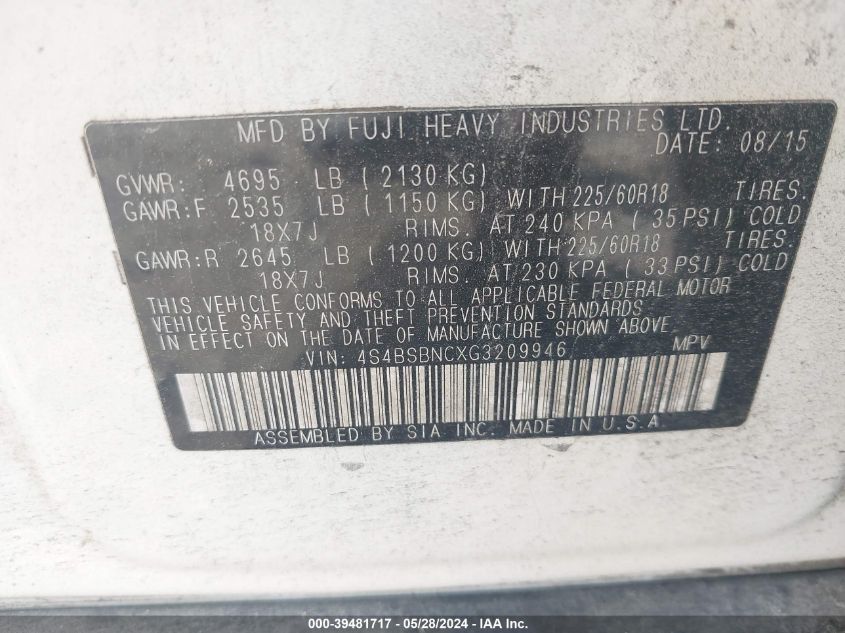 MFD BY FUJI HEAVY INDUSTRIES LTD.
DATE: 08/15
GVWR: 4695 LB ( 2130 KG)
GAWR:F 2535 LB ( 1150 KG) WITH 225/60R18 TIRES.
18X7J RIMS. AT 240 KPA ( 35 PSI) COLD
GAWR:R 2645 LB ( 1200 KG) WITH 225/60R18 TIRES.
18X7J RIMS. AT 230 KPA ( 33 PSI) COLD
THIS VEHICLE CONFORMS TO ALL APPLICABLE FEDERAL MOTOR
VEHICLE SAFETY AND THEFT PREVENTION STANDARDS
IN EFFECT ON THE DATE OF MANUFACTURE SHOWN ABOVE.
VIN: 4S4BSBNCXG3209946 MPV
ASSEMBLED BY SIA INC. MADE IN U.S.A
000-39481717 - 05/28/2024 - IAA Inc.